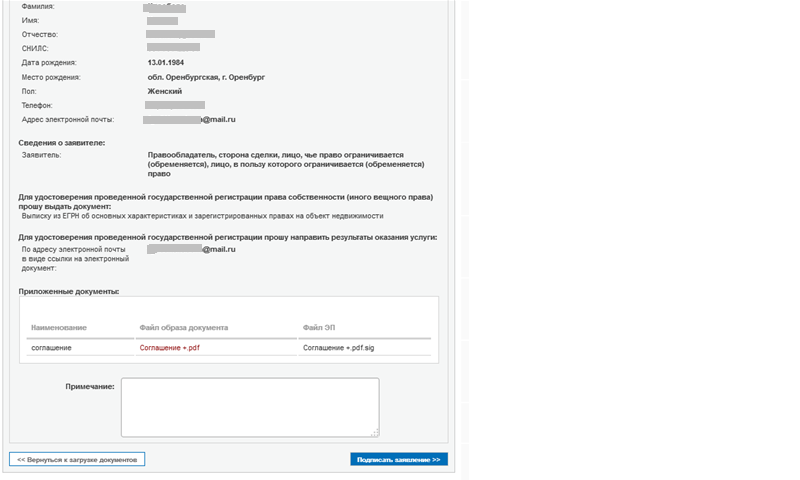 Фамилия:
Имя:
Отчество:
СНИЛС:
Дата рождения: 13.01.1984
Место рождения: обл. Оренбургская, г. Оренбург
Пол: Женский
Телефон:
Адрес электронной почты: @mail.ru
Сведения о заявителе:
Заявитель: Правообладатель, сторона сделки, лицо, чье право ограничивается
(обременяется), лицо, в пользу которого ограничивается (обременяется)
право
Для удостоверения проведенной государственной регистрации права собственности (иного вещного права)
прошу выдать документ:
Выписку из ЕГРН об основных характеристиках и зарегистрированных правах на объект недвижимости
Для удостоверения проведенной государственной регистрации прошу направить результаты оказания услуги:
По адресу электронной почты @mail.ru
в виде ссылки на электронный
документ:
Приложенные документы:
Наименование Файл образа документа Файл ЭП
соглашение Соглашение +.pdf Соглашение +.pdf.sig
Примечание:
<< Вернуться к загрузке документов Подписать заявление >>